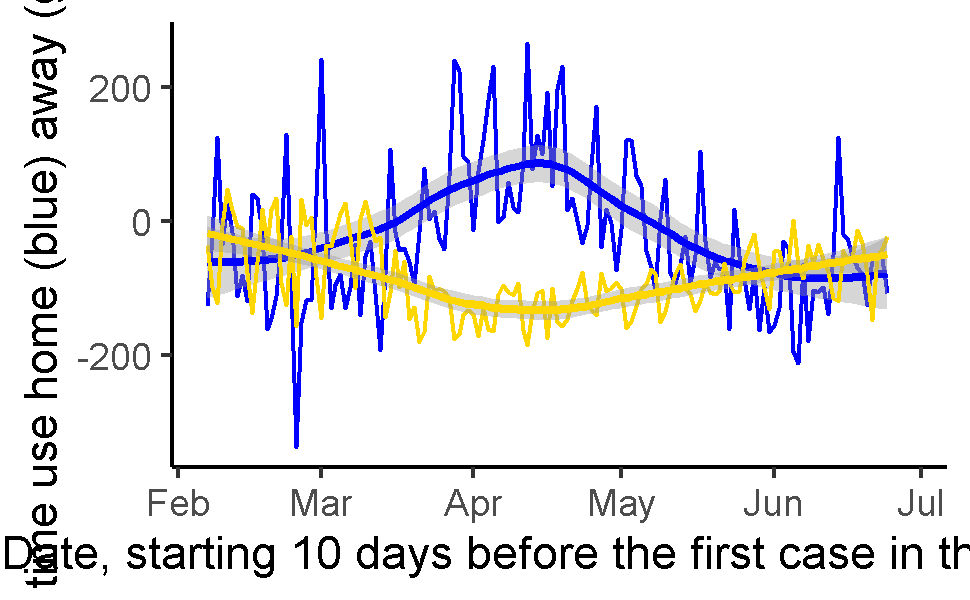 time use home (blue) away (
200
0
-200
Feb Mar Apr May Jun Jul
Date, starting 10 days before the first case in th